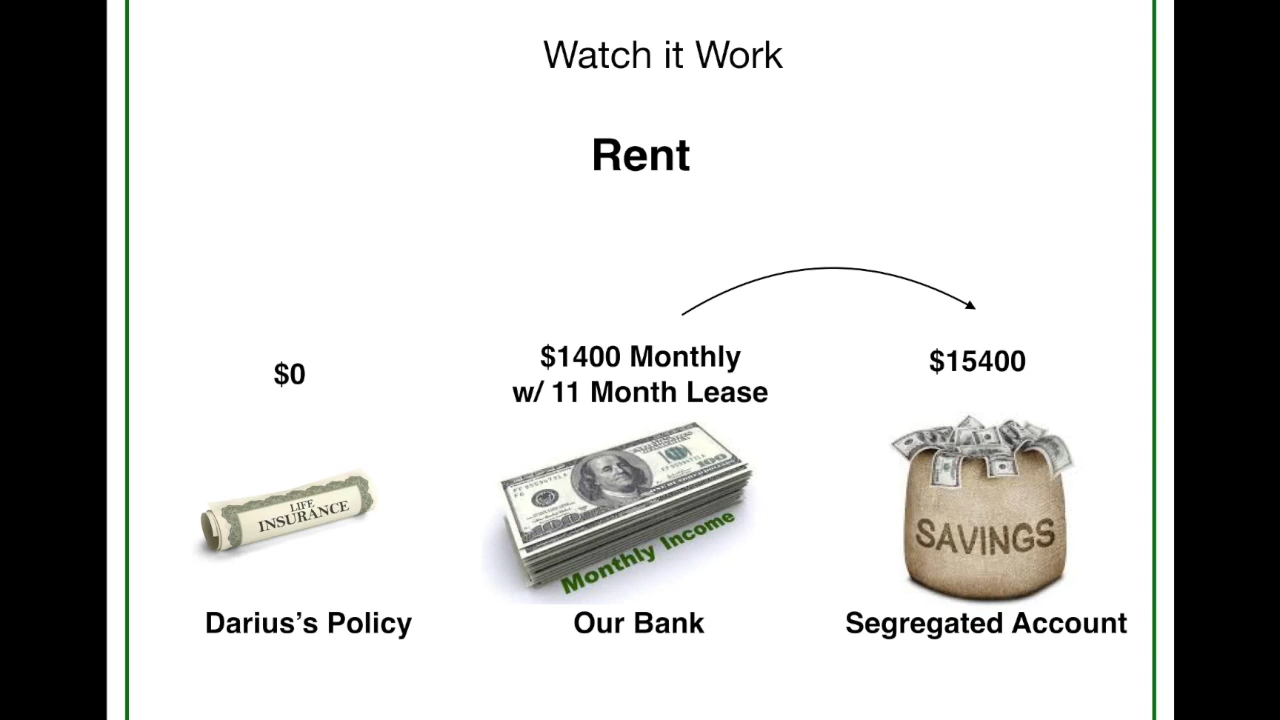 Watch it Work
Rent
$0
$1400 Monthly
w/ 11 Month Lease
$15400
LIFE
INSURANCE
100
Monthly Income
SAVINGS
Darius’s Policy
Our Bank
Segregated Account